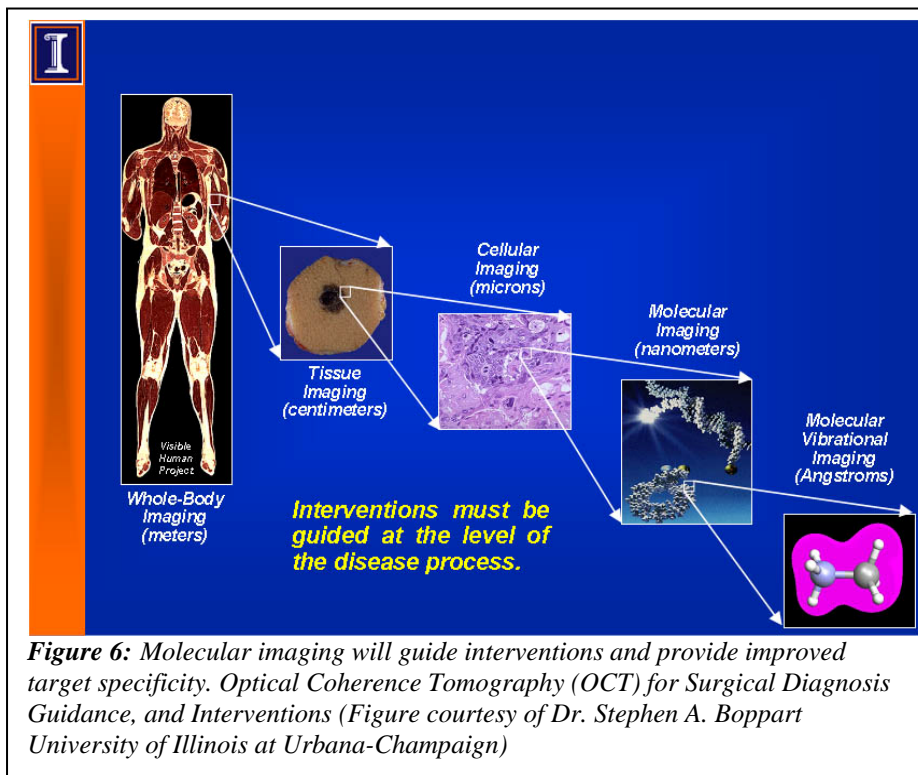 I
Cellular
Imaging
(microns)
Molecular
Imaging
(nanometers)
Tissue
Imaging
(centimeters)
Molecular
Vibrational
Imaging
(Angstroms)
Visible
Human
Project
Whole-Body
Imaging
(meters)
Interventions must be
guided at the level of
the disease process.
Figure 6: Molecular imaging will guide interventions and provide improved
target specificity. Optical Coherence Tomography (OCT) for Surgical Diagnosis
Guidance, and Interventions (Figure courtesy of Dr. Stephen A. Boppart
University of Illinois at Urbana-Champaign)